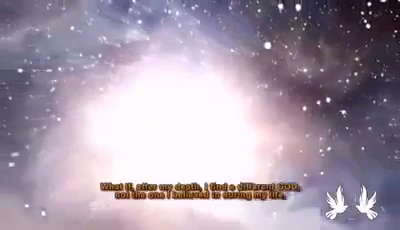 What if, after my death, I find a different GOD,
not the one I believed in during my life.